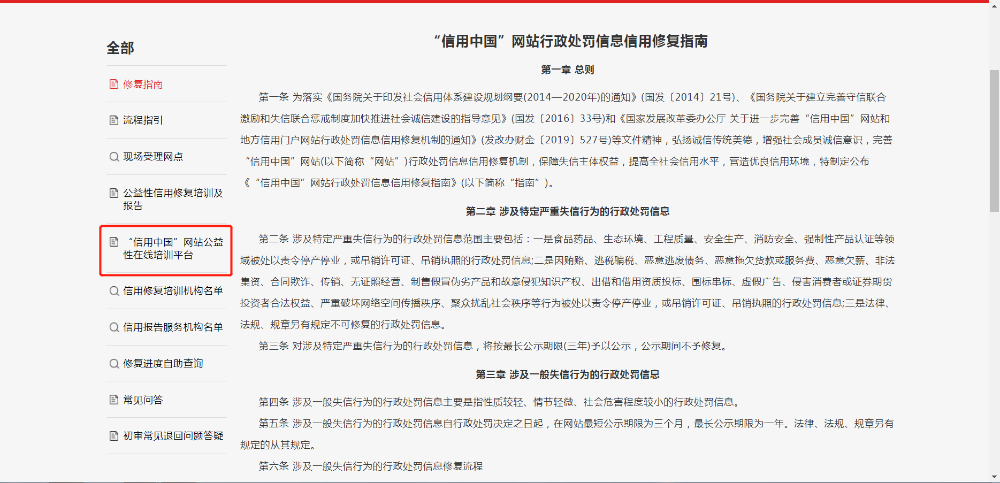 全部
修复指南
流程指引
现场受理网点
公益性信用修复培训及
报告
“信用中国”网站公益
性在线培训平台
信用修复培训机构名单
信用报告服务机构名单
修复进度自助查询
常见问答
初审常见退回问题答疑
“信用中国”网站行政处罚信息信用修复指南
第一章 总则
第一条 为落实《国务院关于印发社会信用体系建设规划纲要(2014—2020年)的通知》(国发〔2014〕21号)、《国务院关于建立完善守信联合
激励和失信联合惩戒制度加快推进社会诚信建设的指导意见》(国发〔2016〕33号)和《国家发展改革委办公厅 关于进一步完善“信用中国”网站和
地方信用门户网站行政处罚信息信用修复机制的通知》(发改办财金〔2019〕527号)等文件精神，弘扬诚信传统美德，增强社会成员诚信意识，完善
“信用中国”网站(以下简称“网站”)行政处罚信息信用修复机制，保障失信主体权益，提高全社会信用水平，营造优良信用环境，特制定公布
《“信用中国”网站行政处罚信息信用修复指南》(以下简称“指南”)。
第二章 涉及特定严重失信行为的行政处罚信息
第二条 涉及特定严重失信行为的行政处罚信息范围主要包括：一是食品药品、生态环境、工程质量、安全生产、消防安全、强制性产品认证等领
域被处以责令停产停业，或吊销许可证、吊销执照的行政处罚信息;二是因贿赂、逃税骗税、恶意逃废债务、恶意拖欠货款或服务费、恶意欠薪、非法
集资、合同欺诈、传销、无证照经营、制售假冒伪劣产品和故意侵犯知识产权、出借和借用资质投标、围标串标、虚假广告、侵害消费者或证券期货
投资者合法权益、严重破坏网络空间传播秩序、聚众扰乱社会秩序等行为被处以责令停产停业，或吊销许可证、吊销执照的行政处罚信息;三是法律、
法规、规章另有规定不可修复的行政处罚信息。
第三条 对涉及特定严重失信行为的行政处罚信息，将按最长公示期限(三年)予以公示，公示期间不予修复。
第三章 涉及一般失信行为的行政处罚信息
第四条 涉及一般失信行为的行政处罚信息主要是指性质较轻、情节轻微、社会危害程度较小的行政处罚信息。
第五条 涉及一般失信行为的行政处罚信息自行政处罚决定之日起，在网站最短公示期限为三个月，最长公示期限为一年。法律、法规、规章另有
规定的从其规定。
第六条 涉及一般失信行为的行政处罚信息修复流程